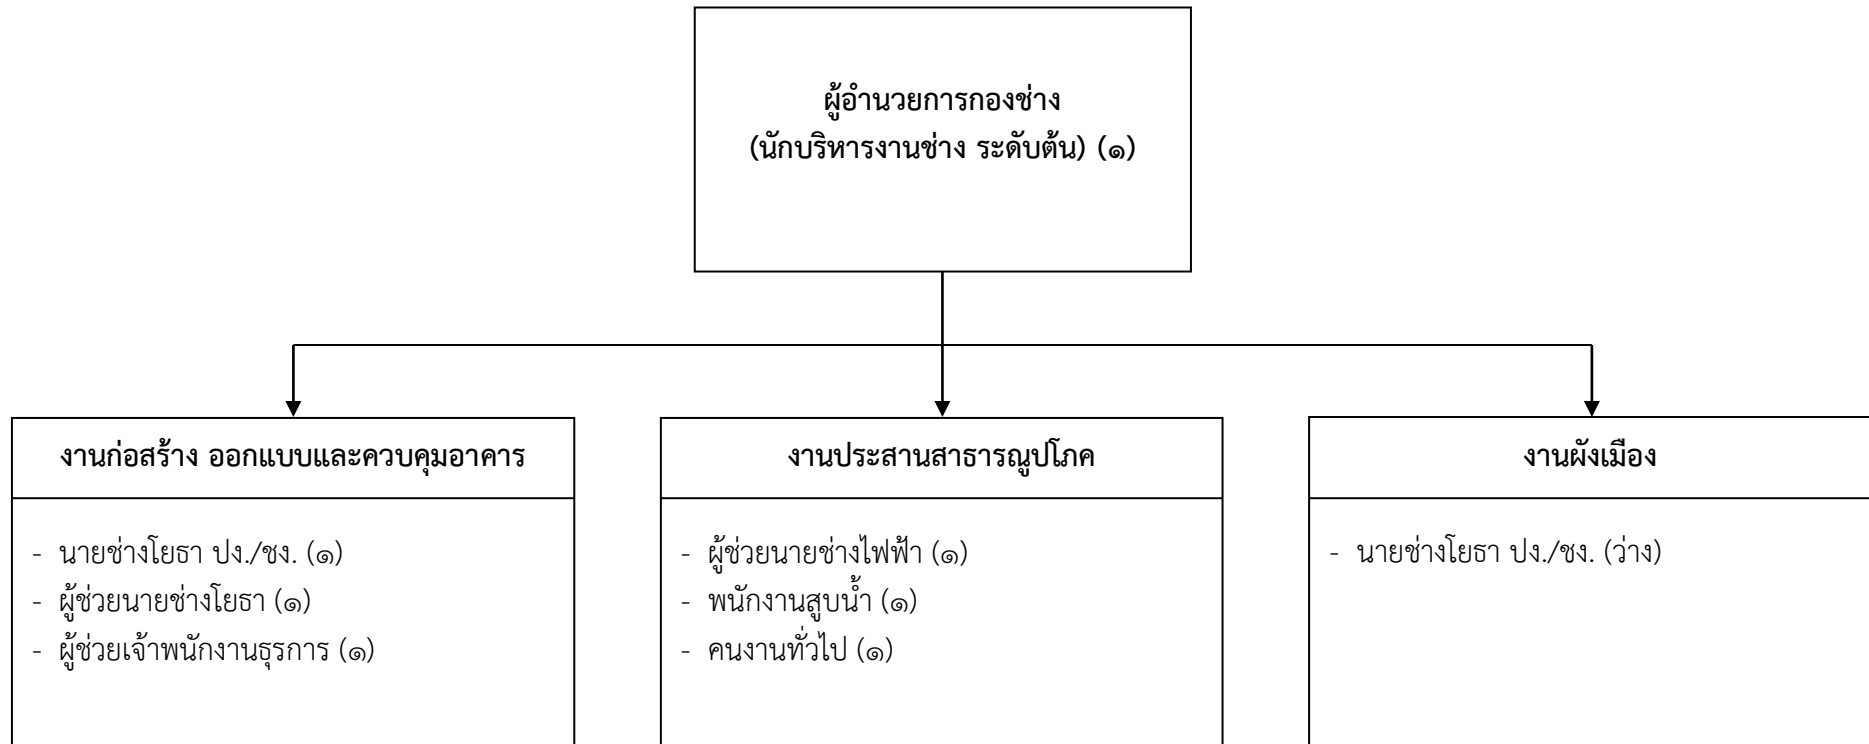 ผู้อำนวยการกองช่าง
(นักบริหารงานช่าง ระดับต้น) (๑)
งานก่อสร้าง ออกแบบและควบคุมอาคาร
- นายช่างโยธา ปง./ชง. (๑)
- ผู้ช่วยนายช่างโยธา (๑)
- ผู้ช่วยเจ้าพนักงานธุรการ (๑)
งานประสานสาธารณูปโภค
- ผู้ช่วยนายช่างไฟฟ้า (๑)
- พนักงานสูบน้ำ (๑)
- คนงานทั่วไป (๑)
งานผังเมือง
- นายช่างโยธา ปง./ชง. (ว่าง)